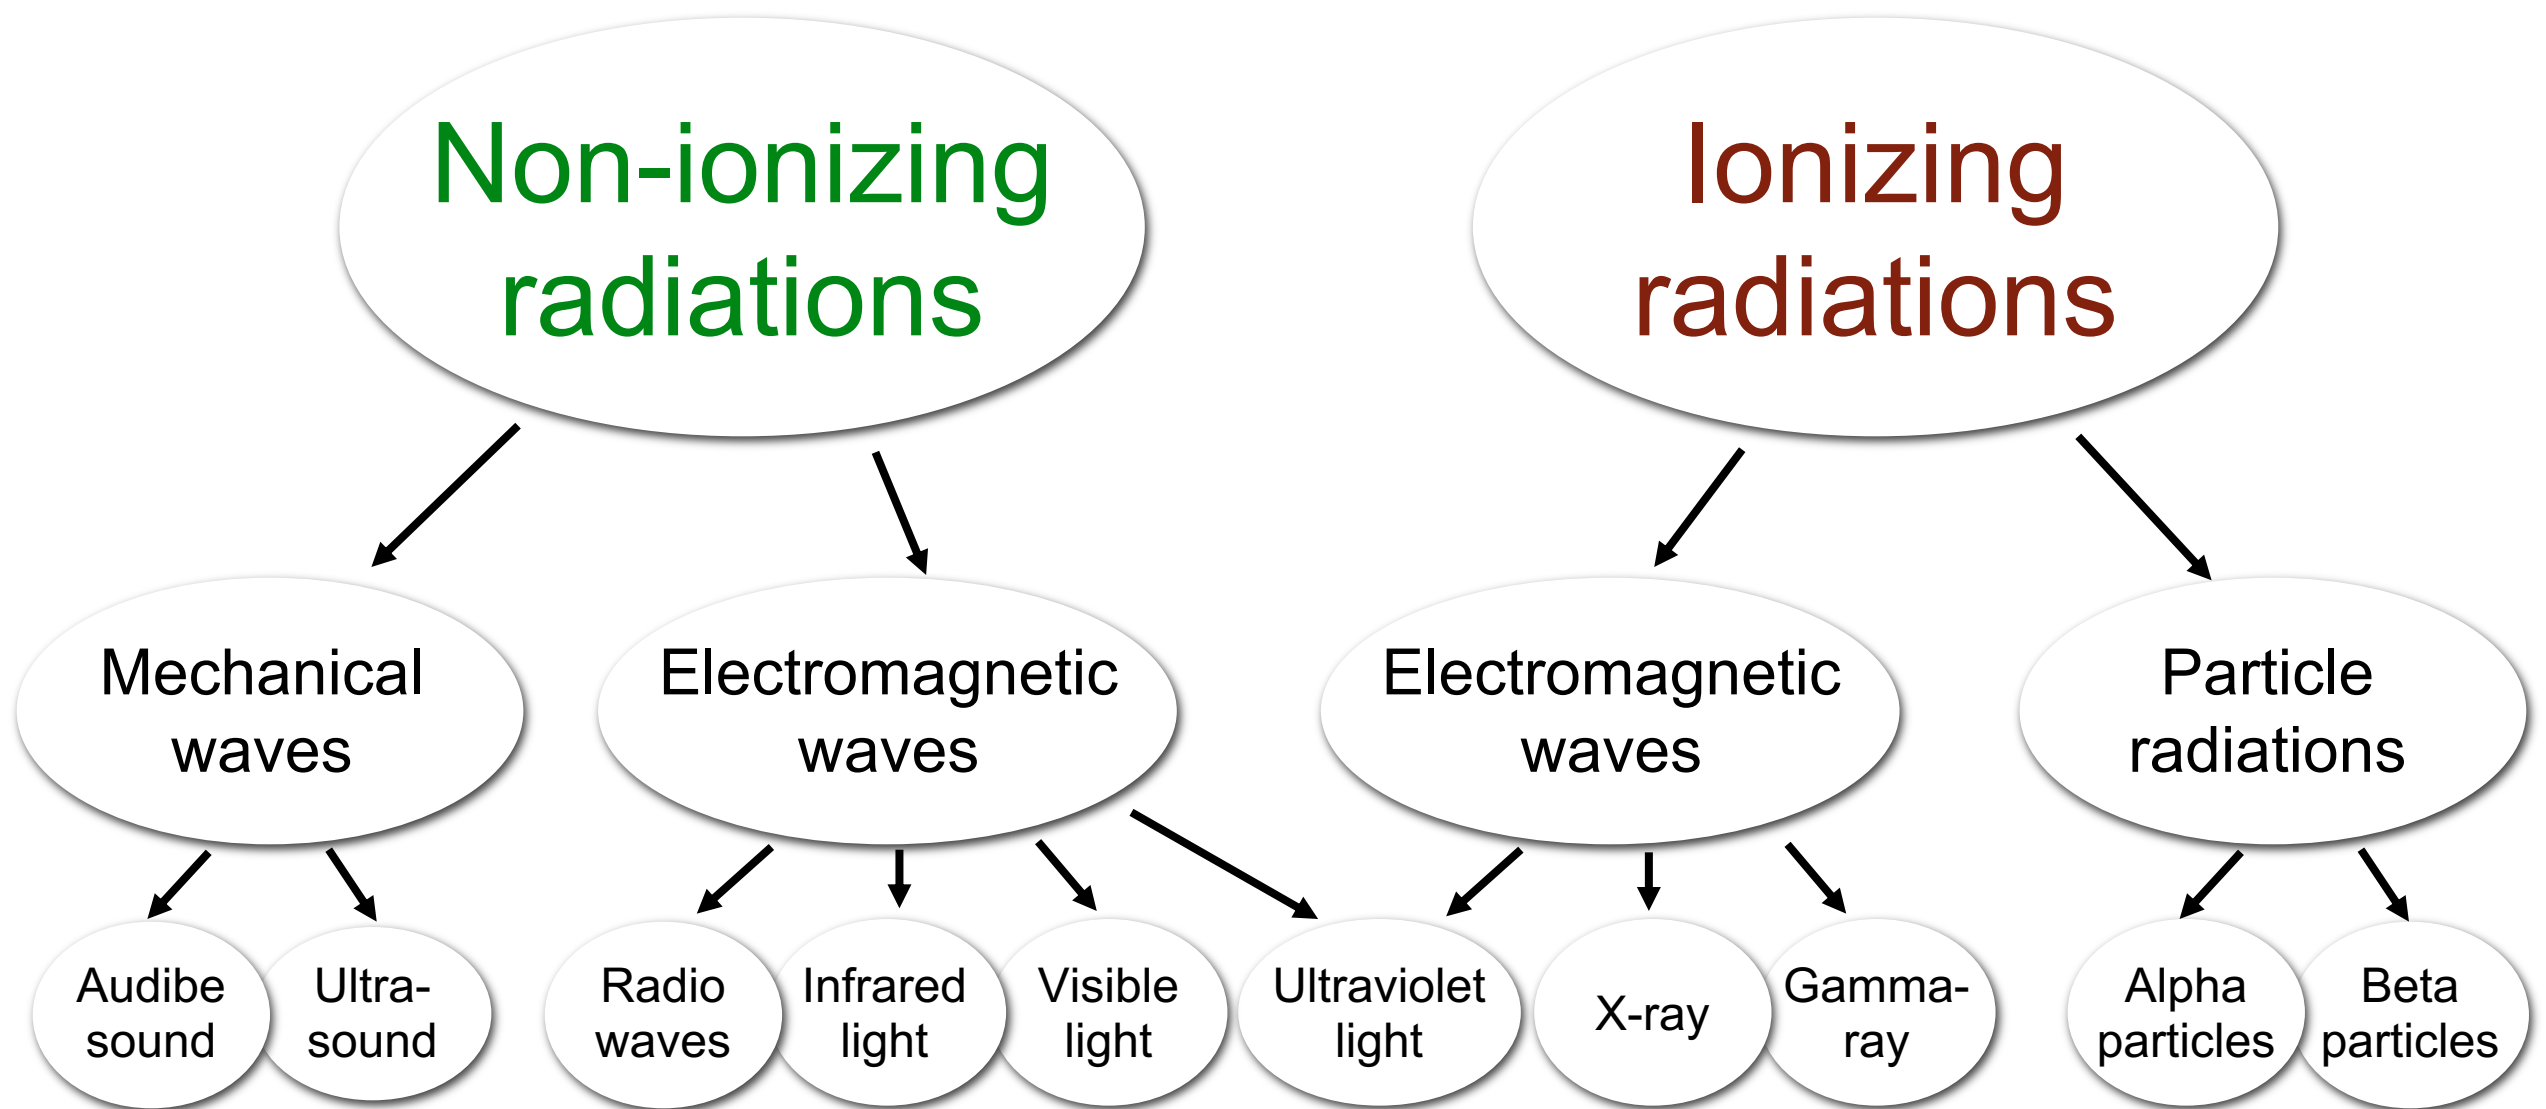 Non-ionizing
radiations
Ionizing
radiations
Mechanical
waves
Electromagnetic
waves
Electromagnetic
waves
Particle
radiations
Audibe
sound
Ultra-
sound
Radio
waves
Infrared
light
Visible
light
Ultraviolet
light
X-ray
Gamma-
ray
Alpha
particles
Beta
particles